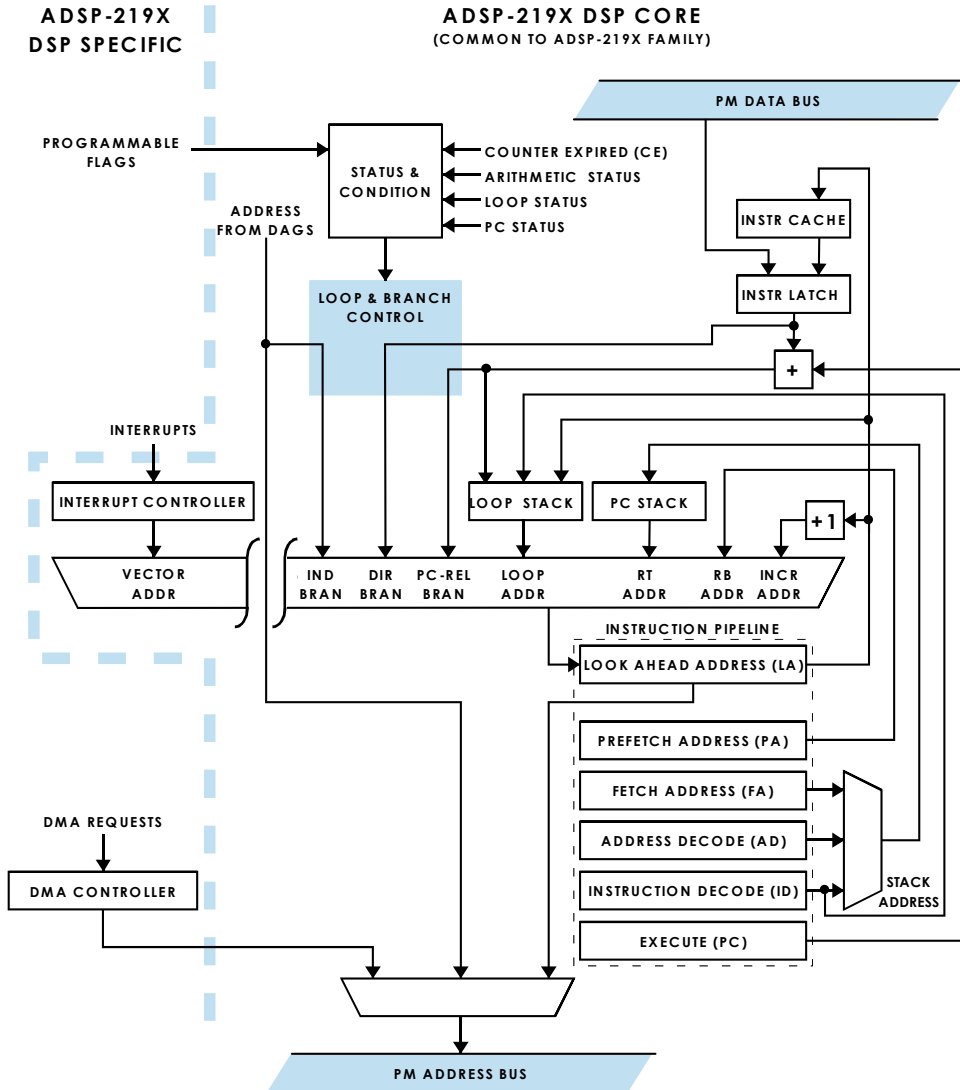 ADSP-219X
DSP SPECIFIC
ADSP-219X DSP CORE
(COMMON TO ADSP-219X FAMILY)
PM DATA BUS
PROGRAMMABLE
FLAGS
STATUS &
CONDITION
COUNTER EXPIRED (CE)
ARITHMETIC STATUS
LOOP STATUS
PC STATUS
ADDRESS
FROM DAGS
INSTR CACHE
LOOP & BRANCH
CONTROL
INSTR LATCH
+
INTERRUPTS
INTERRUPT CONTROLLER
LOOP STACK
PC STACK
+1
VECTOR
ADDR
IND
BRAN
DIR
BRAN
PC-REL
BRAN
LOOP
ADDR
RT
ADDR
RB
ADDR
INCR
ADDR
INSTRUCTION PIPELINE
LOOK AHEAD ADDRESS (LA)
PREFETCH ADDRESS (PA)
FETCH ADDRESS (FA)
ADDRESS DECODE (AD)
INSTRUCTION DECODE (ID)
EXECUTE (PC)
STACK
ADDRESS
DMA REQUESTS
DMA CONTROLLER
PM ADDRESS BUS